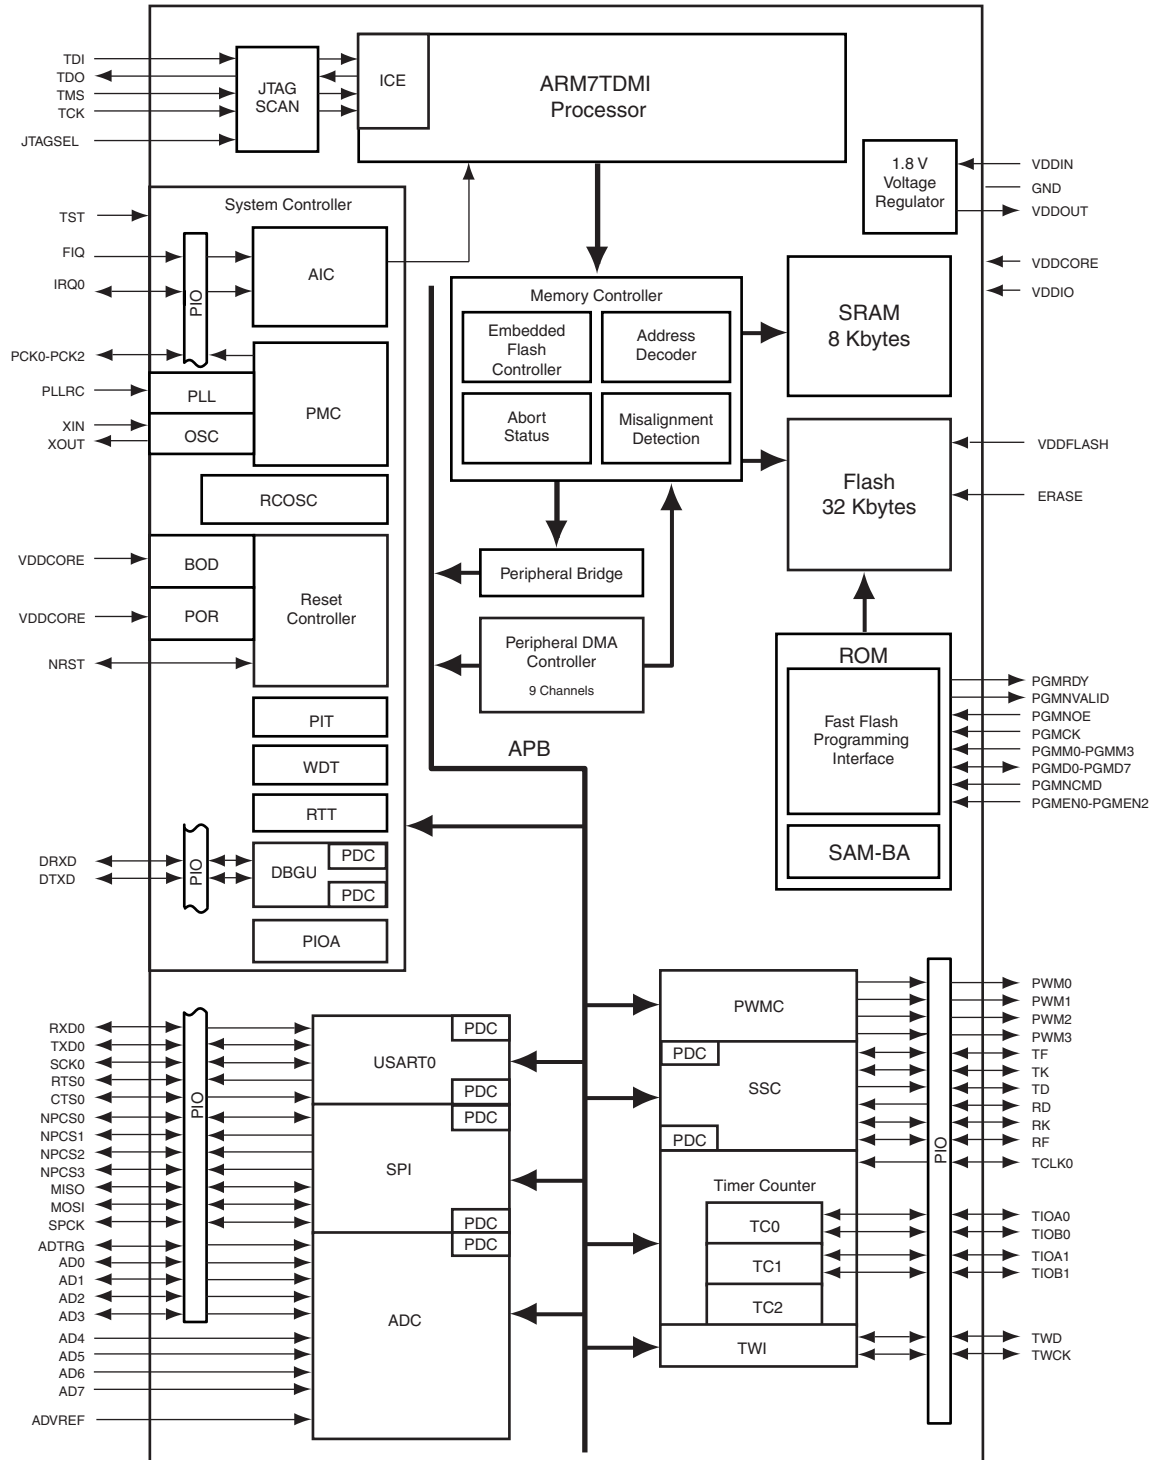 TDI
TDO
TMS
TCK
JTAGSEL
JTAG
SCAN
ICE
ARM7TDMI
Processor
1.8 V
Voltage
Regulator
VDDIN
GND
VDDOUT
VDDCORE
VDDIO
System Controller
TST
FIQ
IRQ0
PIO
AIC
PCK0-PCK2
PLLRC
XIN
XOUT
PLL
OSC
PMC
RCOSC
VDDCORE
VDDCORE
NRST
BOD
POR
Reset
Controller
PIT
WDT
RTT
DRXD
DTXD
PIO
DBGU
PDC
PDC
PIOA
Memory Controller
Embedded
Flash
Controller
Address
Decoder
Abort
Status
Misalignment
Detection
SRAM
8 Kbytes
Flash
32 Kbytes
VDDFLASH
ERASE
Peripheral Bridge
Peripheral DMA
Controller
9 Channels
APB
ROM
Fast Flash
Programming
Interface
SAM-BA
PGMRDY
PGMNVALID
PGMNOE
PGMCK
PGMM0-PGMM3
PGMD0-PGMD7
PGMNCMD
PGMEN0-PGMEN2
RXD0
TXD0
SCK0
RTS0
CTS0
NPCS0
NPCS1
NPCS2
NPCS3
MISO
MOSI
SPCK
ADTRG
AD0
AD1
AD2
AD3
AD4
AD5
AD6
AD7
ADVREF
PIO
PDC
USART0
PDC
PDC
SPI
PDC
PDC
ADC
PWMC
PDC
SSC
PDC
Timer Counter
TC0
TC1
TC2
TWI
PIO
PWM0
PWM1
PWM2
PWM3
TF
TK
TD
RD
RK
RF
TCLK0
TIOA0
TIOB0
TIOA1
TIOB1
TWD
TWCK